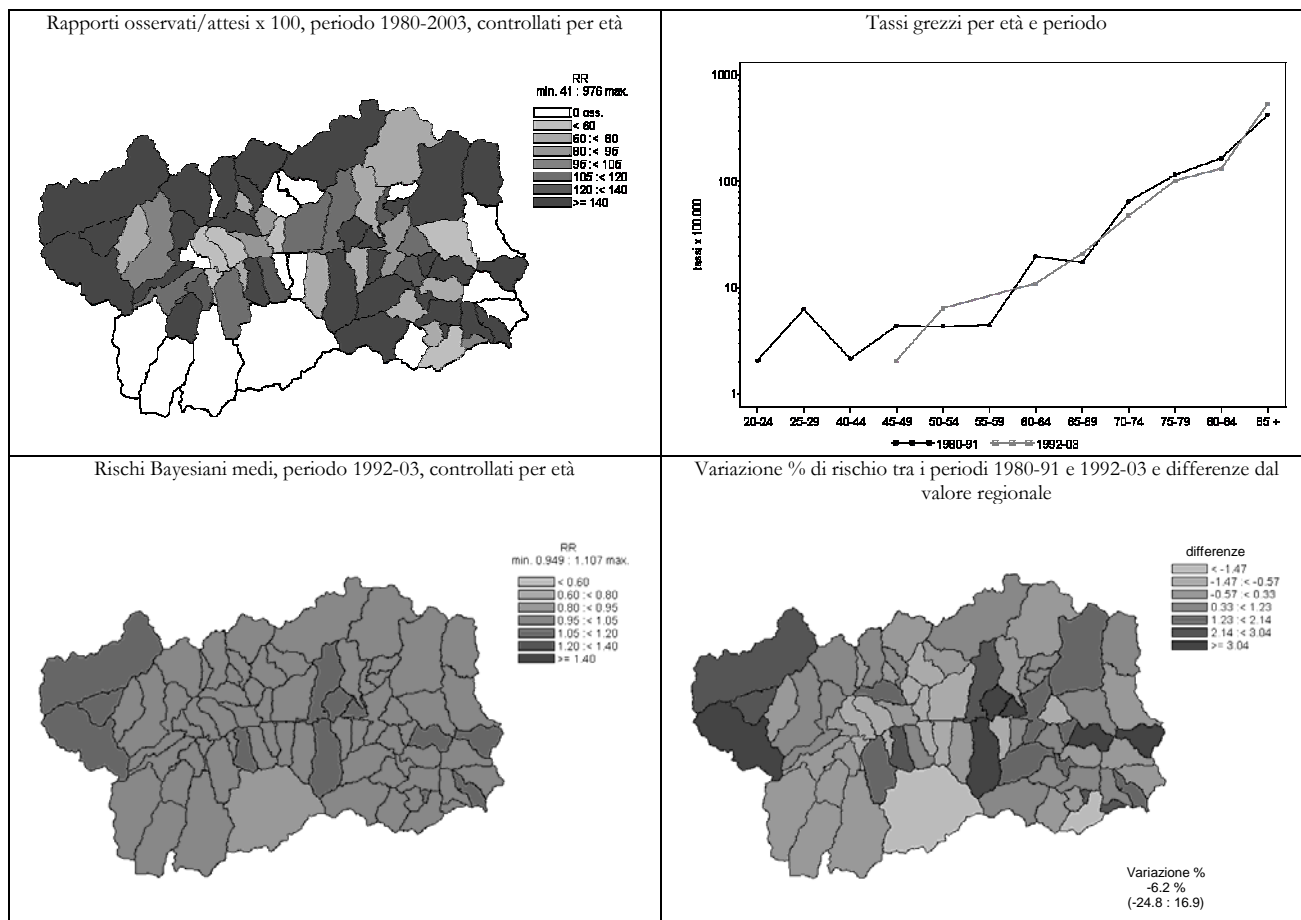 Rapporti osservati/attesi x 100, periodo 1980-2003, controllati per età
RR
min. 41 : 976 max.
0 oss.
< 60
60 :< 80
80 :< 95
95 :< 105
105 :< 120
120 :< 140
>= 140
Tassi grezzi per età e periodo
1000
100
10
1
tassi x 100.000
20-24 25-29 40-44 45-49 50-54 55-59 60-64 65-69 70-74 75-79 80-84 85 +
1980-91 1992-03
Rischi Bayesiani medi, periodo 1992-03, controllati per età
RR
min. 0.949 : 1.107 max.
< 0.60
0.60 :< 0.80
0.80 :< 0.95
0.95 :< 1.05
1.05 :< 1.20
1.20 :< 1.40
>= 1.40
Variazione % di rischio tra i periodi 1980-91 e 1992-03 e differenze dal
valore regionale
differenze
< -1.47
-1.47 :< -0.57
-0.57 :< 0.33
0.33 :< 1.23
1.23 :< 2.14
2.14 :< 3.04
>= 3.04
Variazione %
-6.2 %
(-24.8 : 16.9)